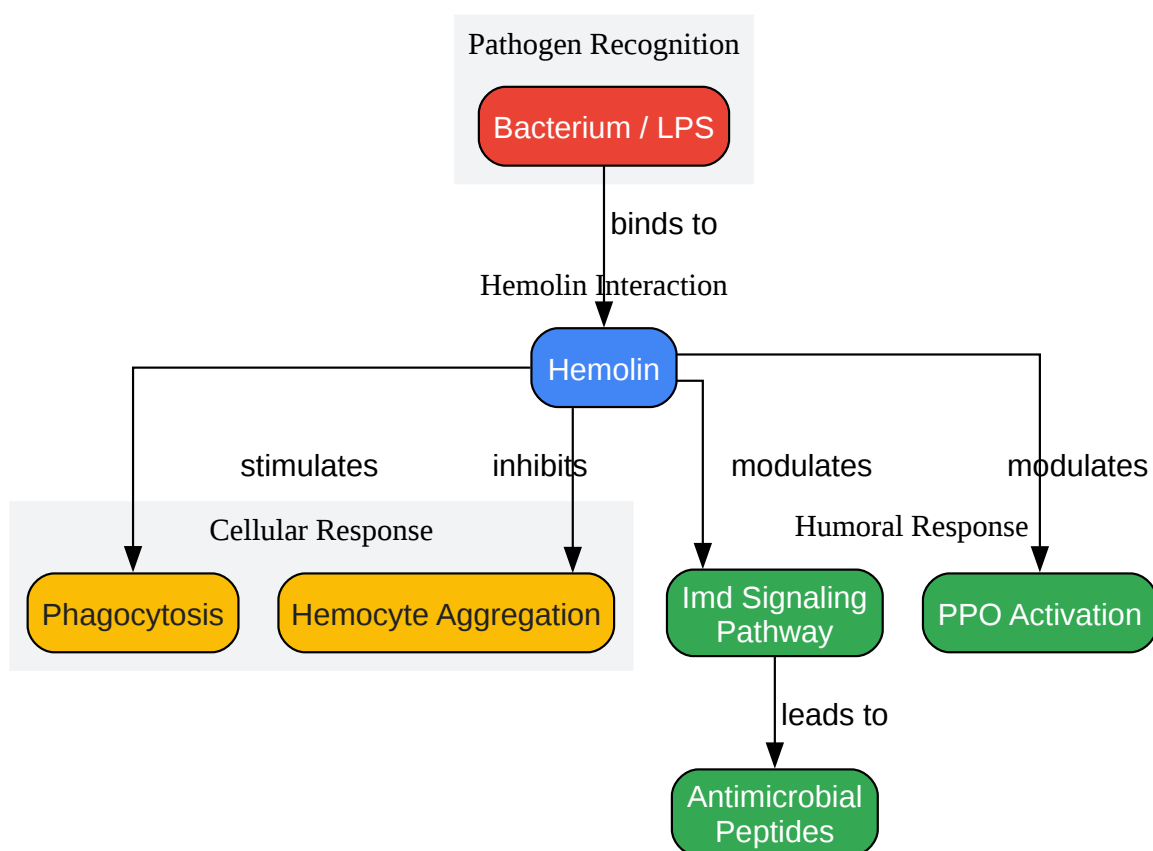 Pathogen Recognition
Bacterium / LPS
binds to
Hemolin Interaction
Hemolin
stimulates
inhibits
modulates
modulates
Cellular Response
Humoral Response
Phagocytosis
Hemocyte Aggregation
Imd Signaling
Pathway
PPO Activation
leads to
Antimicrobial
Peptides